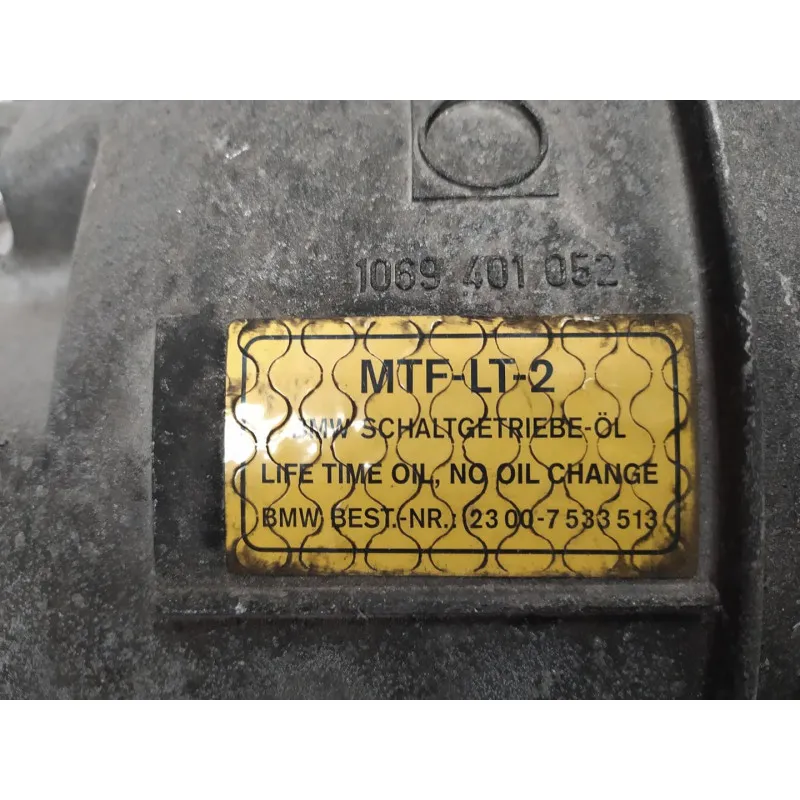 1069 401 052
MTF-LT-2
BMW SCHALTGETRIEBE-ÖL
LIFE TIME OIL, NO OIL CHANGE
BMW BEST.-NR.: 23 00-7 533 513